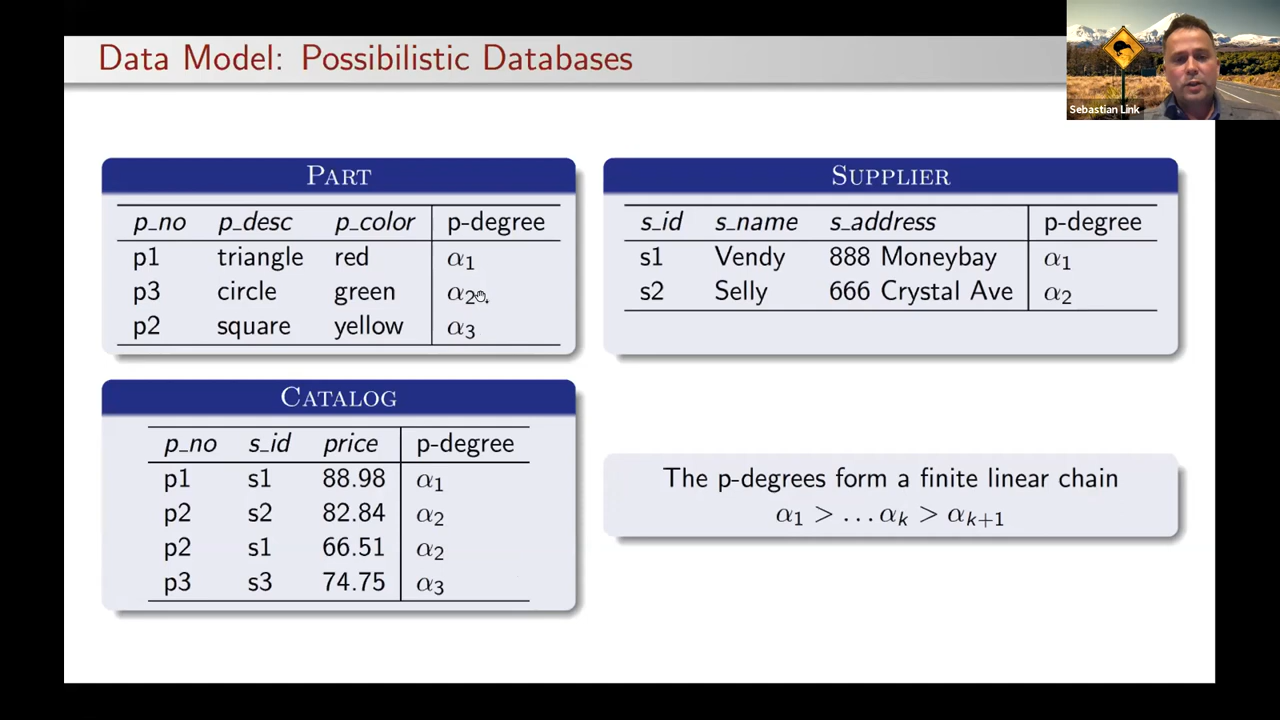 Data Model: Possibilistic Databases
Sebastian Link
PART
p_no p_desc p_color p-degree
p1 triangle red α1
p3 circle green α2
p2 square yellow α3
SUPPLIER
s_id s_name s_address p-degree
s1 Vendy 888 Moneybay α1
s2 Selly 666 Crystal Ave α2
CATALOG
p_no s_id price p-degree
p1 s1 88.98 α1
p2 s2 82.84 α2
p2 s1 66.51 α2
p3 s3 74.75 α3
The p-degrees form a finite linear chain
α1 > … αk > αk+1